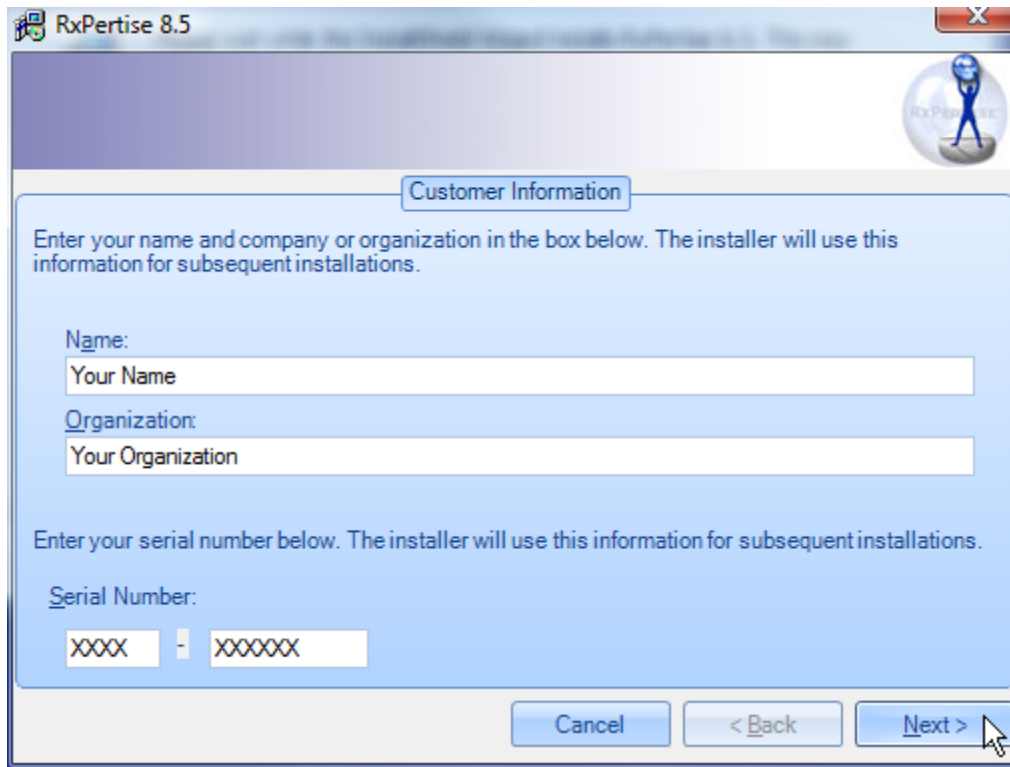 RxPertise 8.5
Customer Information
Enter your name and company or organization in the box below. The installer will use this
information for subsequent installations.
Name:
Your Name
Organization:
Your Organization
Enter your serial number below. The installer will use this information for subsequent installations.
Serial Number:
XXXX - XXXXXX
Cancel
< Back
Next >